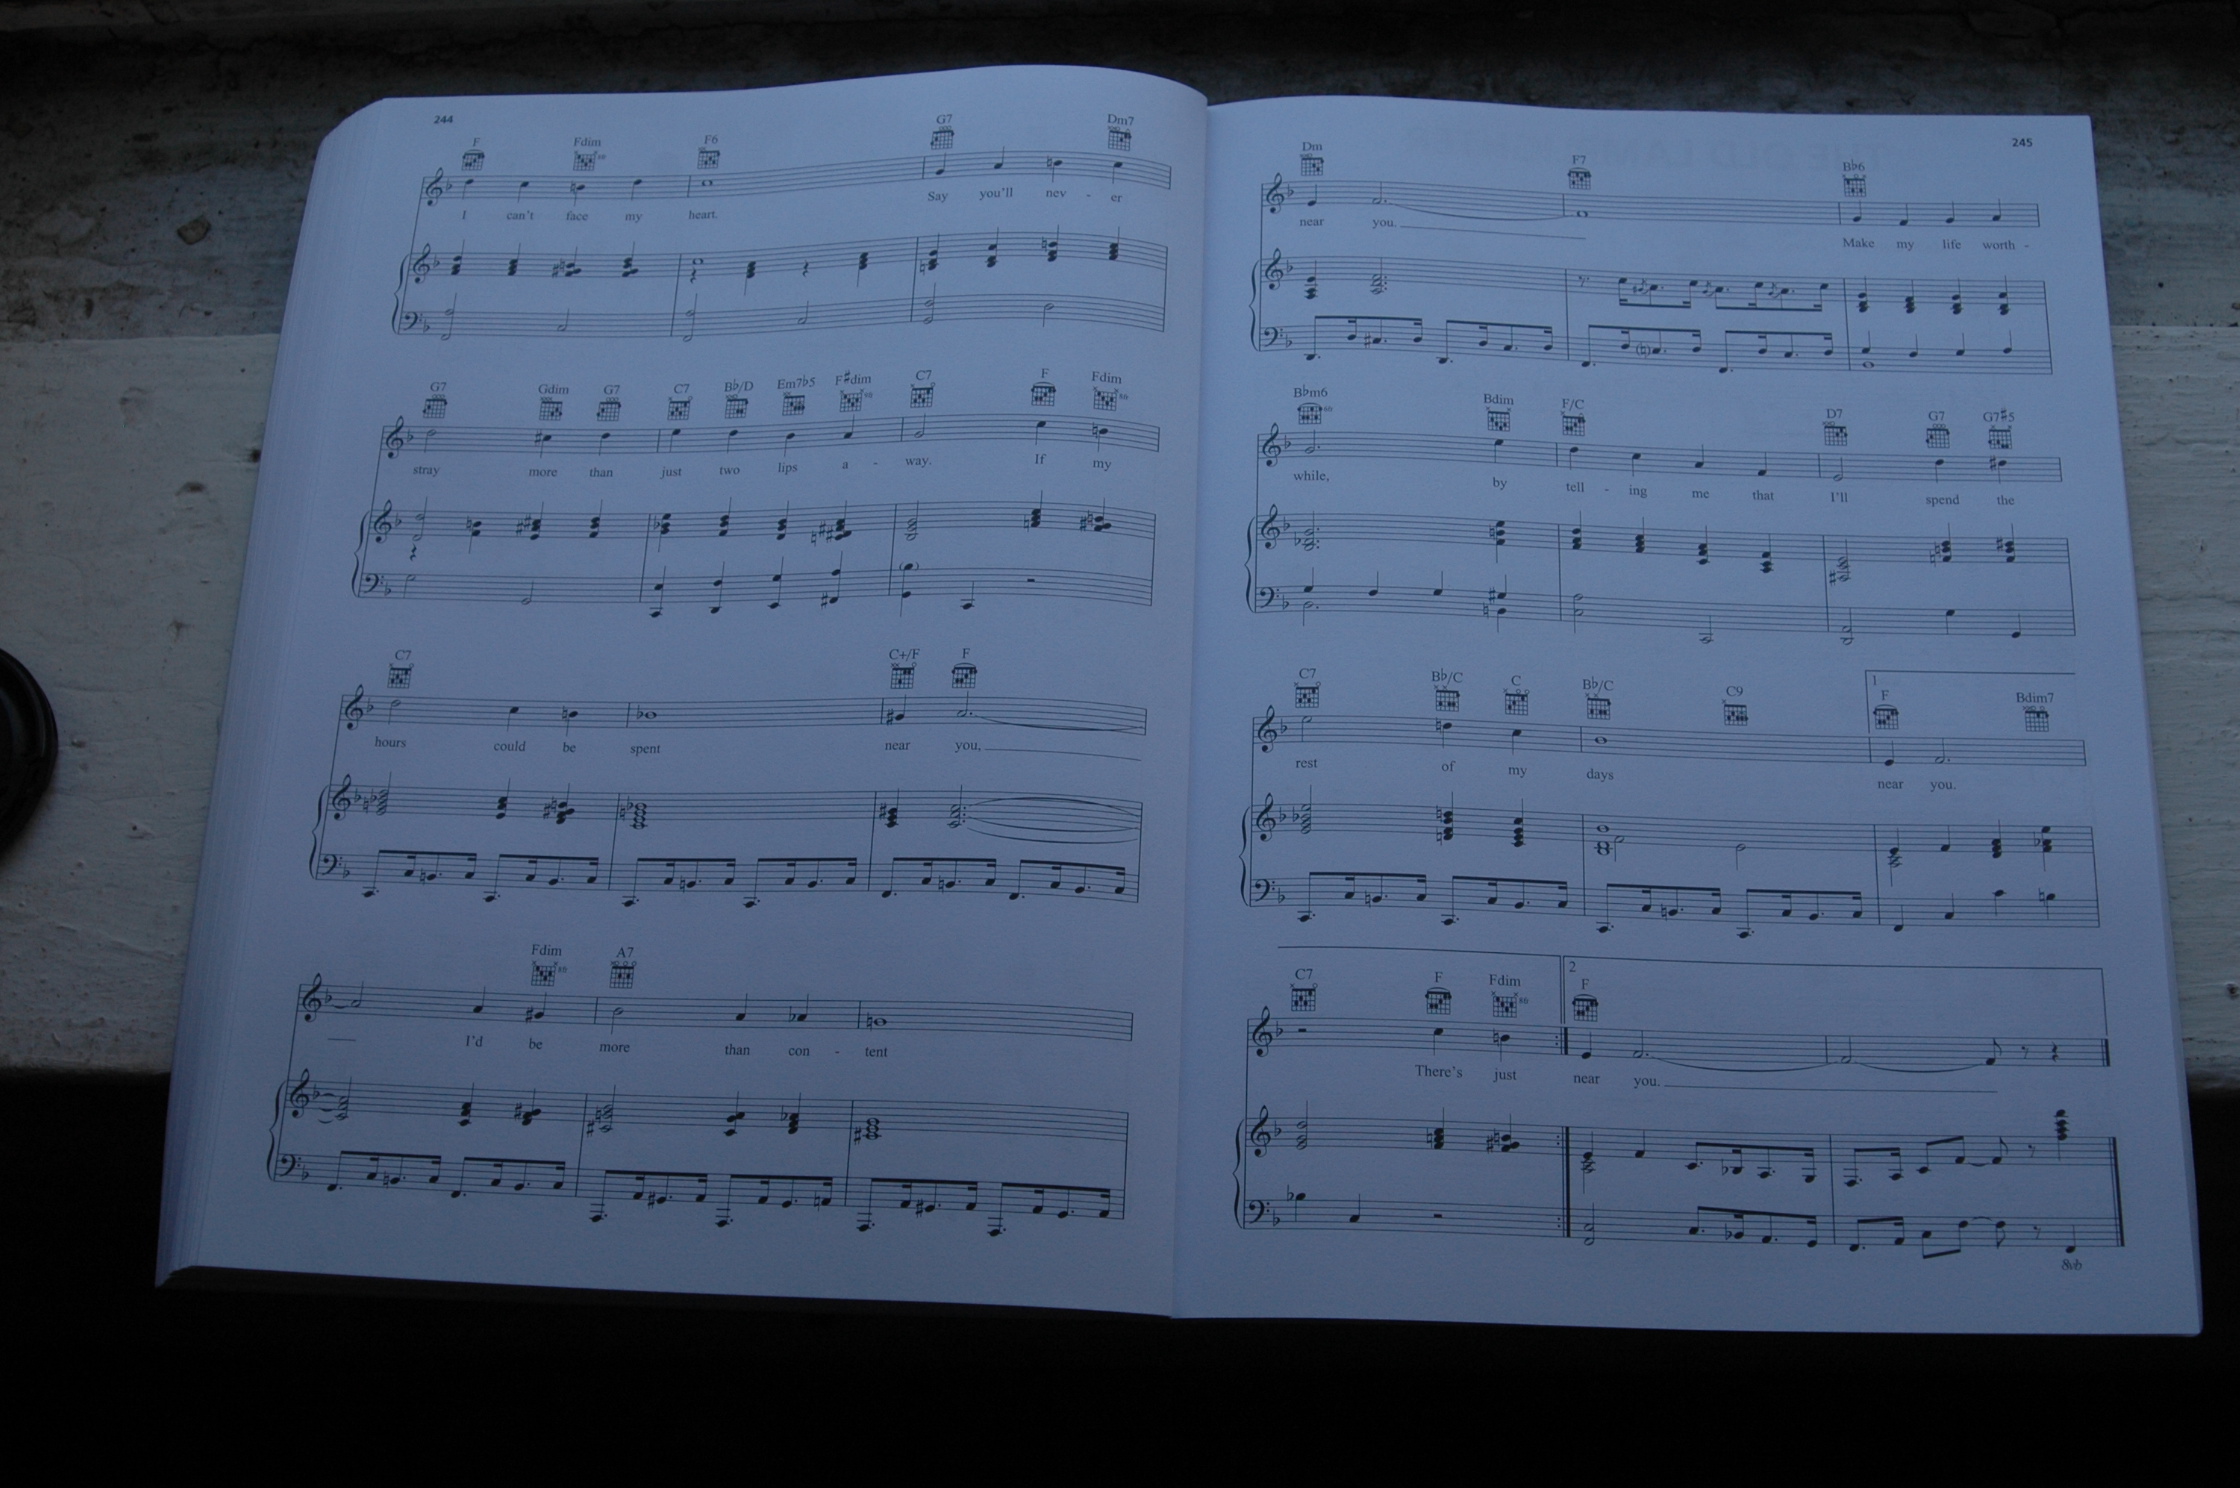 244
F Fdim F6 G7 Dm7
I can't face my heart. Say you'll nev - er
G7 Gdim G7 C7 B♭/D Em7♭5 F♯dim C7 F Fdim
stray more than just two lips a - way. If my
C7 C+/F F
hours could be spent near you,
Fdim A7
I'd be more than con - tent
245
Dm F7 B♭6
near you. Make my life worth -
B♭m6 Bdim F/C D7 G7 G7♯5
while, by tell - ing me that I'll spend the
C7 B♭/C C B♭/C C9 1 F Bdim7
rest of my days near you.
C7 F Fdim 2 F
There's just near you.
8vb